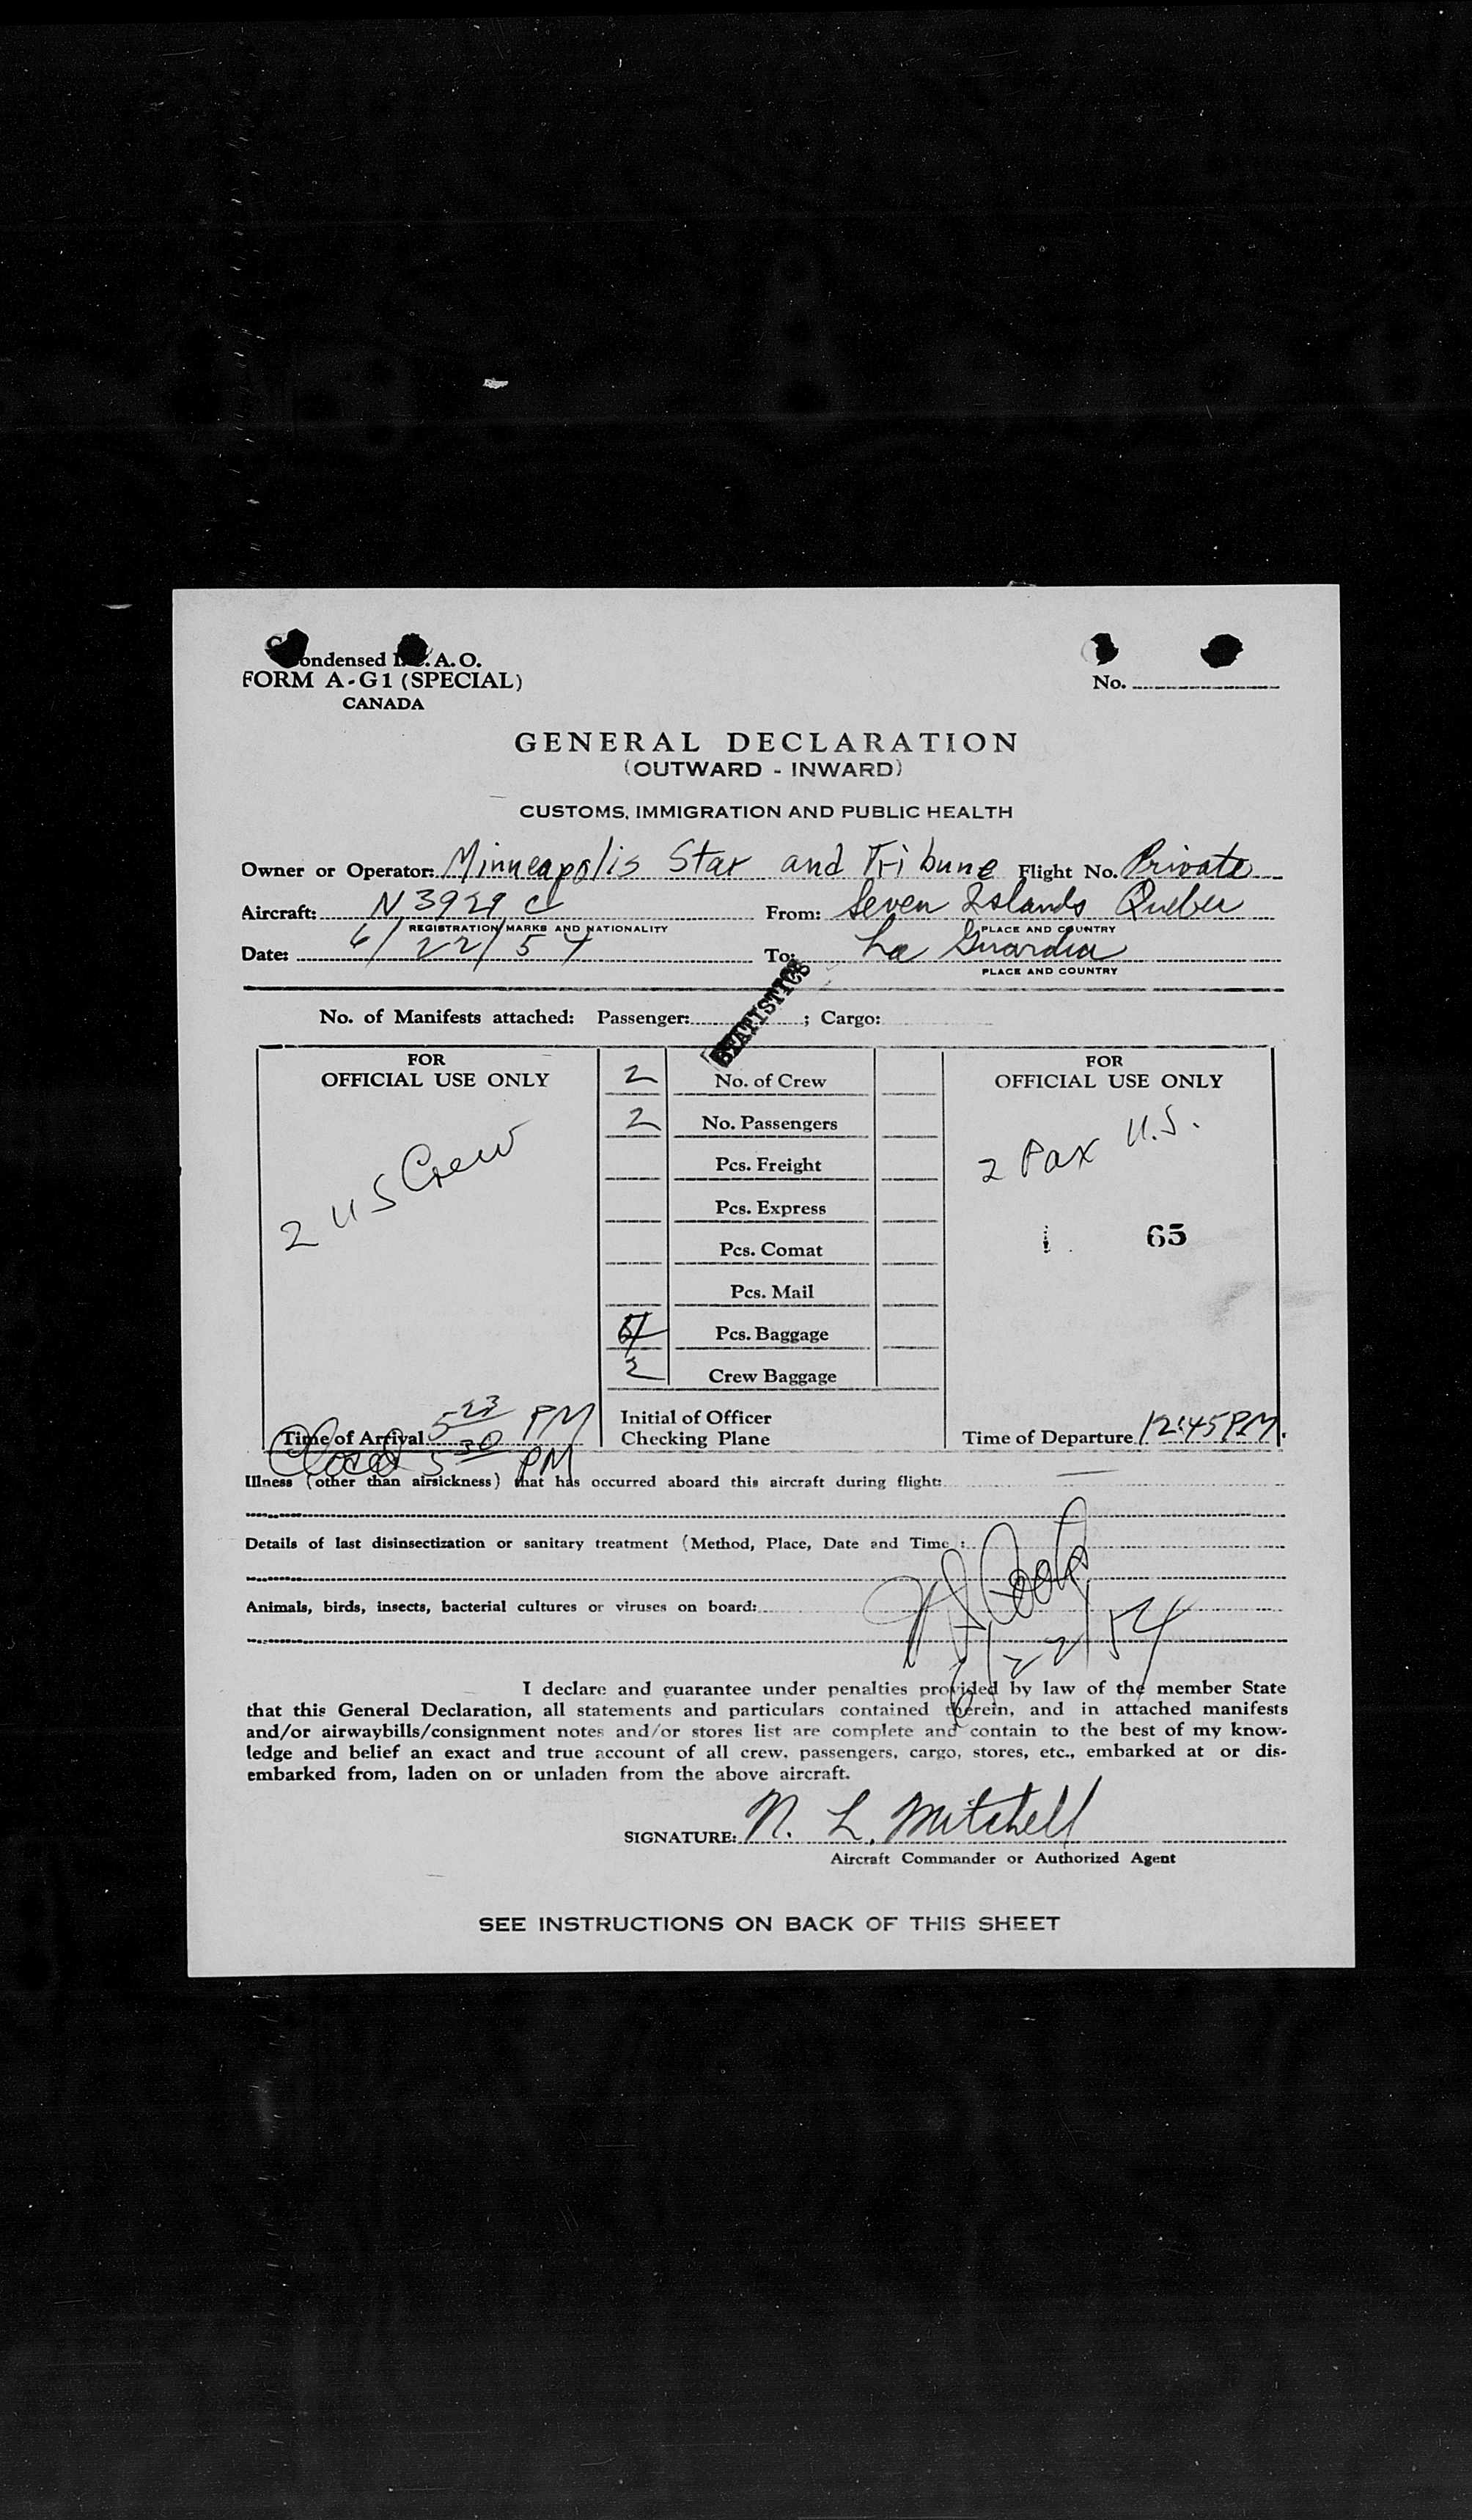 Condensed I.C.A.O.
FORM A-G1 (SPECIAL)
CANADA
No.
GENERAL DECLARATION
(OUTWARD - INWARD)
CUSTOMS, IMMIGRATION AND PUBLIC HEALTH
Owner or Operator: Minneapolis Star and Tribune Flight No. Private
Aircraft: N 3929 C From: Seven Islands Quebec
REGISTRATION MARKS AND NATIONALITY PLACE AND COUNTRY
Date: 6/22/54 To: La Guardia
PLACE AND COUNTRY
STATISTICS
No. of Manifests attached: Passenger: ; Cargo:
FOR
OFFICIAL USE ONLY
2 US Crew
2 No. of Crew
2 No. Passengers
Pcs. Freight
Pcs. Express
Pcs. Comat
Pcs. Mail
Pcs. Baggage
2 Crew Baggage
FOR
OFFICIAL USE ONLY
2 Pax U.S.
65
Time of Arrival 5 23 PM
Closed 5 30 PM
Initial of Officer
Checking Plane
Time of Departure 12:45 PM.
Illness (other than airsickness) that has occurred aboard this aircraft during flight:
Details of last disinsectization or sanitary treatment (Method, Place, Date and Time :
Animals, birds, insects, bacterial cultures or viruses on board:
6/22/54
I declare and guarantee under penalties provided by law of the member State
that this General Declaration, all statements and particulars contained therein, and in attached manifests
and/or airwaybills/consignment notes and/or stores list are complete and contain to the best of my know-
ledge and belief an exact and true account of all crew, passengers, cargo, stores, etc., embarked at or dis-
embarked from, laden on or unladen from the above aircraft.
SIGNATURE: N. L. Mitchell
Aircraft Commander or Authorized Agent
SEE INSTRUCTIONS ON BACK OF THIS SHEET